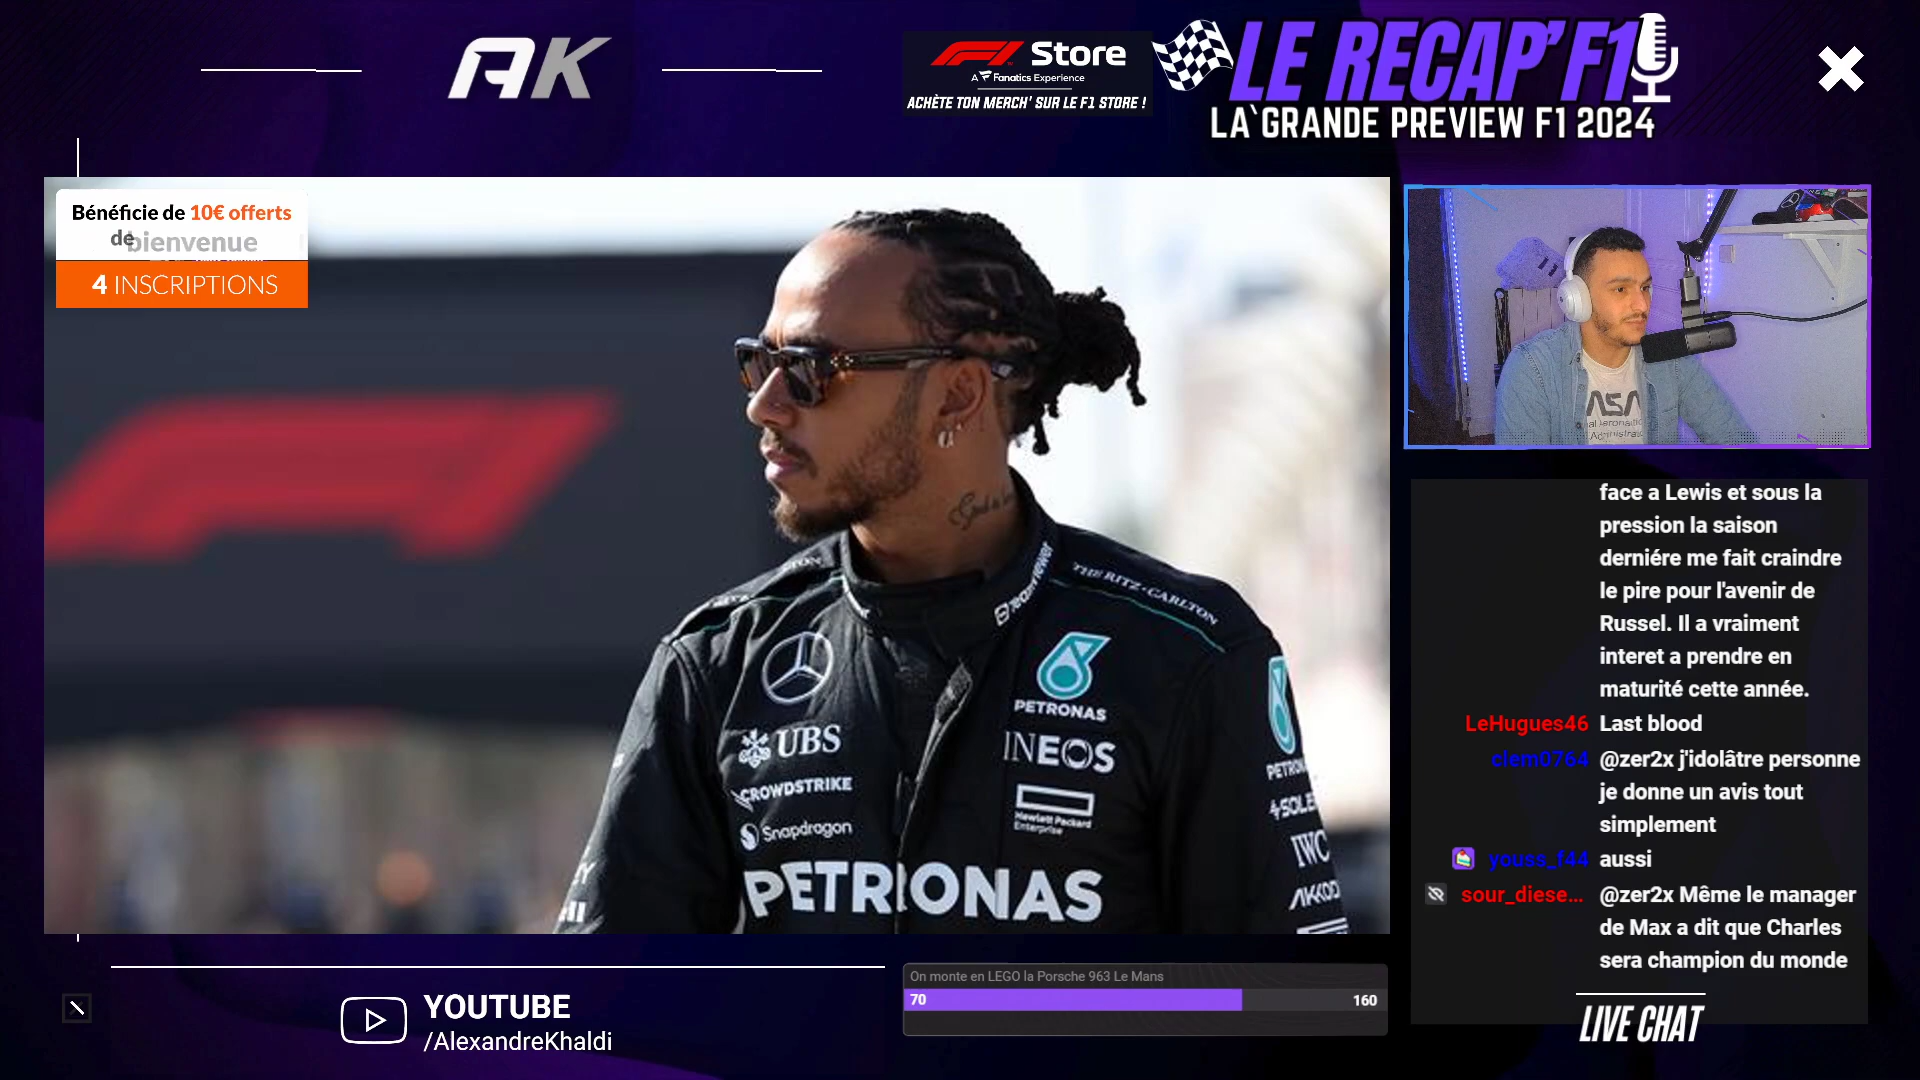 AK
F1 Store
A Fanatics Experience
ACHÈTE TON MERCH' SUR LE F1 STORE !
LE RECAP'F1
LA`GRANDE PREVIEW F1 2024
Bénéficie de 10€ offerts
de bienvenue
4 INSCRIPTIONS
TeamViewer
THE RITZ-CARLTON
PETRONAS
UBS
INEOS
CROWDSTRIKE
Hewlett Packard
Enterprise
Snapdragon
IWC
PETRONAS
face a Lewis et sous la
pression la saison
derniére me fait craindre
le pire pour l'avenir de
Russel. Il a vraiment
interet a prendre en
maturité cette année.
LeHugues46 Last blood
clem0764 @zer2x j'idolâtre personne
je donne un avis tout
simplement
youss_f44 aussi
sour_diese... @zer2x Même le manager
de Max a dit que Charles
sera champion du monde
LIVE CHAT
On monte en LEGO la Porsche 963 Le Mans
70 160
YOUTUBE
/AlexandreKhaldi